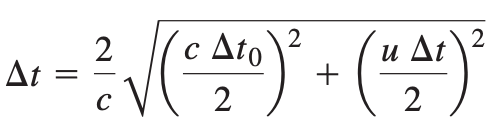 Δt = 2/c √((c Δt₀/2)² + (u Δt/2)²)